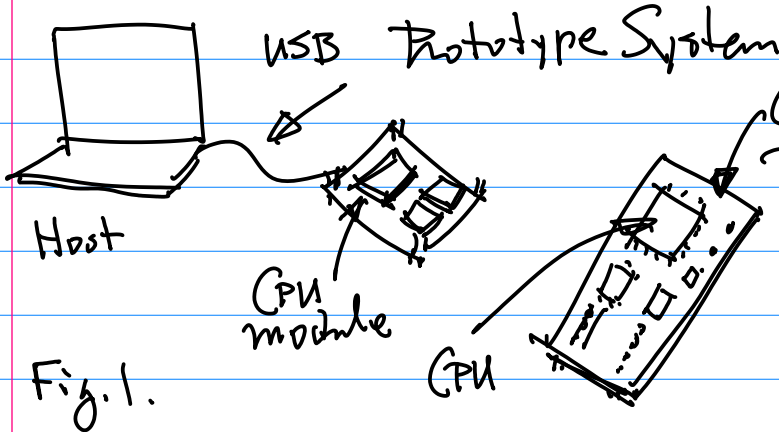 USB Prototype System
Host
CPU
module
CPU
Fig.1.